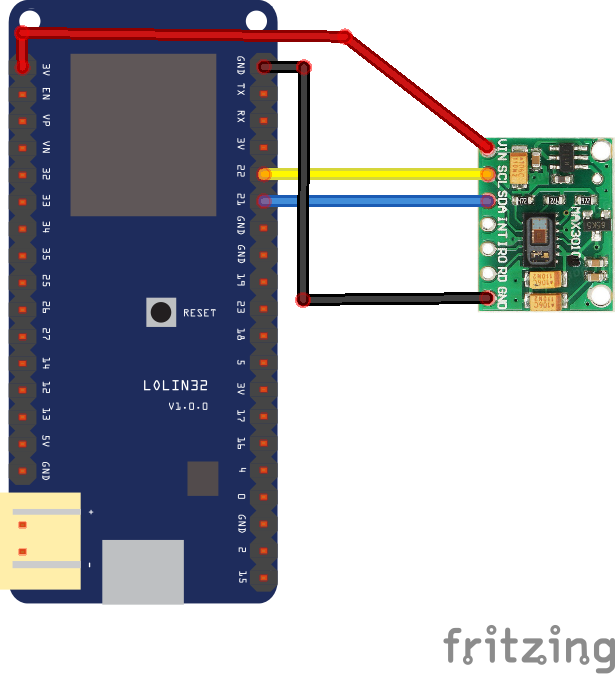 3V
EN
VP
VN
32
33
34
35
25
26
27
14
12
13
5V
GND
GND
TX
RX
3V
22
21
GND
GND
19
23
18
5
3V
17
16
4
0
GND
2
15
RESET
LOLIN32
V1.0.0
+
-
VIN
SCL
SDA
INT
IRD
RD
GND
fritzing